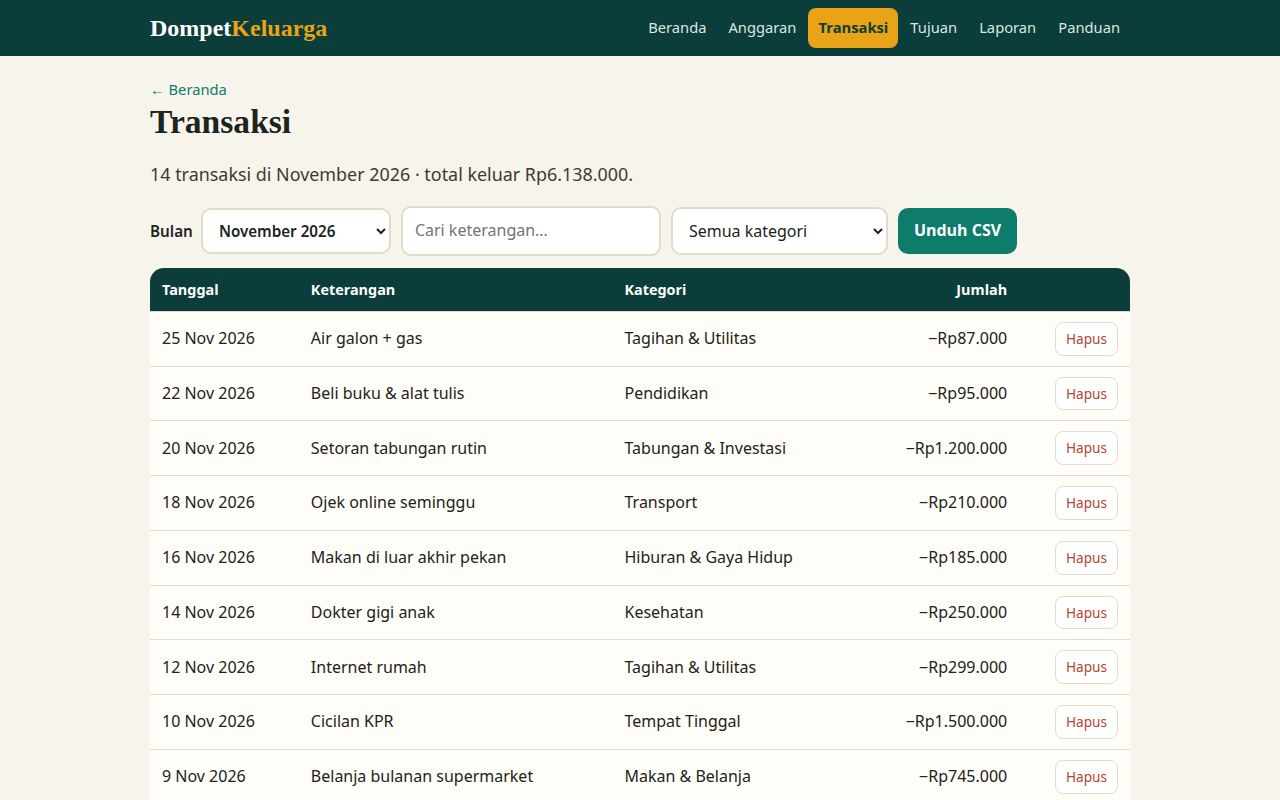 DompetKeluarga Beranda Anggaran Transaksi Tujuan Laporan Panduan
← Beranda
Transaksi
14 transaksi di November 2026 · total keluar Rp6.138.000.
Bulan November 2026 Cari keterangan... Semua kategori Unduh CSV
Tanggal Keterangan Kategori Jumlah
25 Nov 2026 Air galon + gas Tagihan & Utilitas −Rp87.000 Hapus
22 Nov 2026 Beli buku & alat tulis Pendidikan −Rp95.000 Hapus
20 Nov 2026 Setoran tabungan rutin Tabungan & Investasi −Rp1.200.000 Hapus
18 Nov 2026 Ojek online seminggu Transport −Rp210.000 Hapus
16 Nov 2026 Makan di luar akhir pekan Hiburan & Gaya Hidup −Rp185.000 Hapus
14 Nov 2026 Dokter gigi anak Kesehatan −Rp250.000 Hapus
12 Nov 2026 Internet rumah Tagihan & Utilitas −Rp299.000 Hapus
10 Nov 2026 Cicilan KPR Tempat Tinggal −Rp1.500.000 Hapus
9 Nov 2026 Belanja bulanan supermarket Makan & Belanja −Rp745.000 Hapus